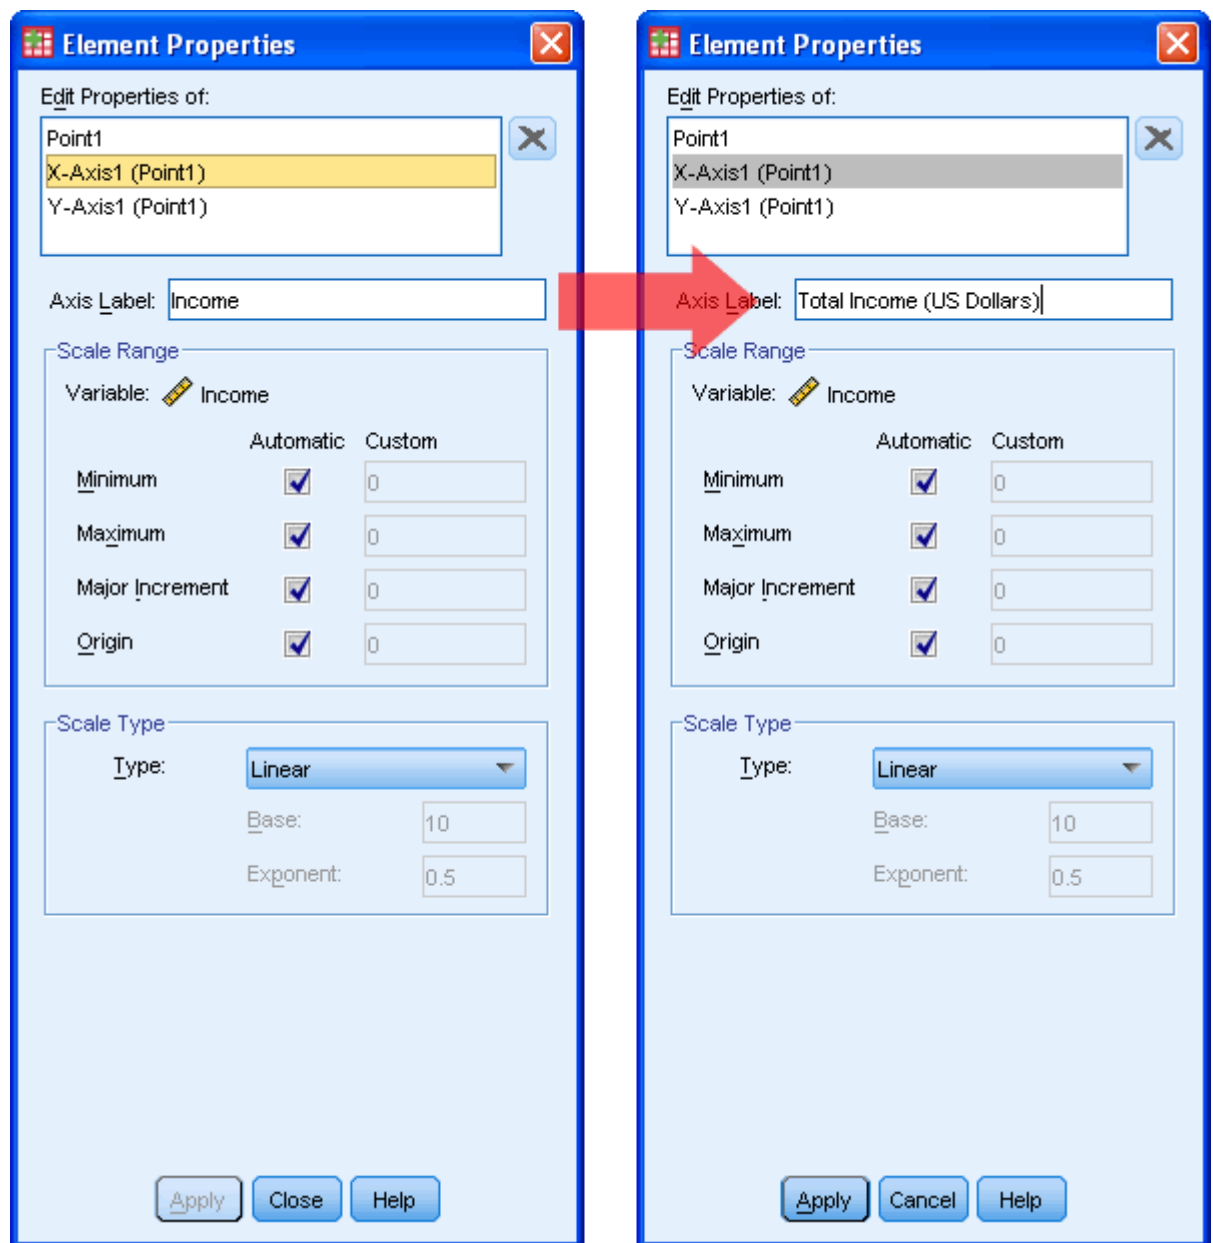 Element Properties
Edit Properties of:
Point1
X-Axis1 (Point1)
Y-Axis1 (Point1)
Axis Label: Income
Scale Range
Variable: Income
Automatic Custom
Minimum 0
Maximum 0
Major Increment 0
Origin 0
Scale Type
Type: Linear
Base: 10
Exponent: 0.5
Apply Close Help
Element Properties
Edit Properties of:
Point1
X-Axis1 (Point1)
Y-Axis1 (Point1)
Axis Label: Total Income (US Dollars)
Scale Range
Variable: Income
Automatic Custom
Minimum 0
Maximum 0
Major Increment 0
Origin 0
Scale Type
Type: Linear
Base: 10
Exponent: 0.5
Apply Cancel Help